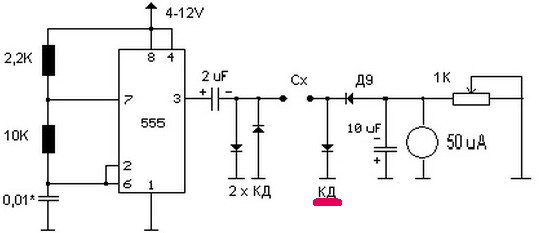 4-12V
2,2K
8 4
2 uF
Cx
Д9
1K
7
3
+ -
555
10K
10 uF
-
50 uA
2
+
6
1
2 x КД
КД
0,01*